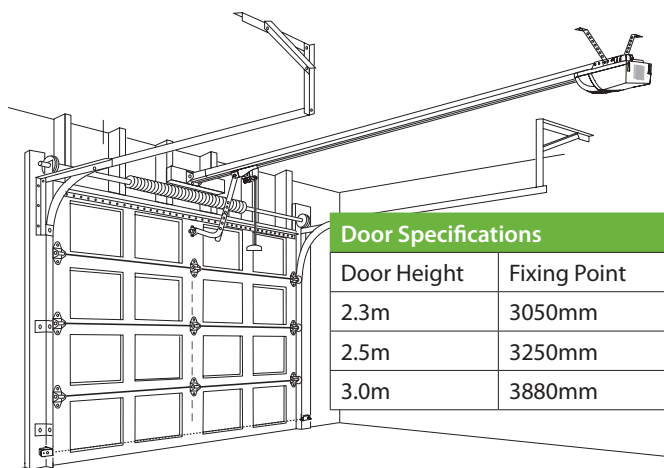 Door Specifications
Door Height Fixing Point
2.3m 3050mm
2.5m 3250mm
3.0m 3880mm